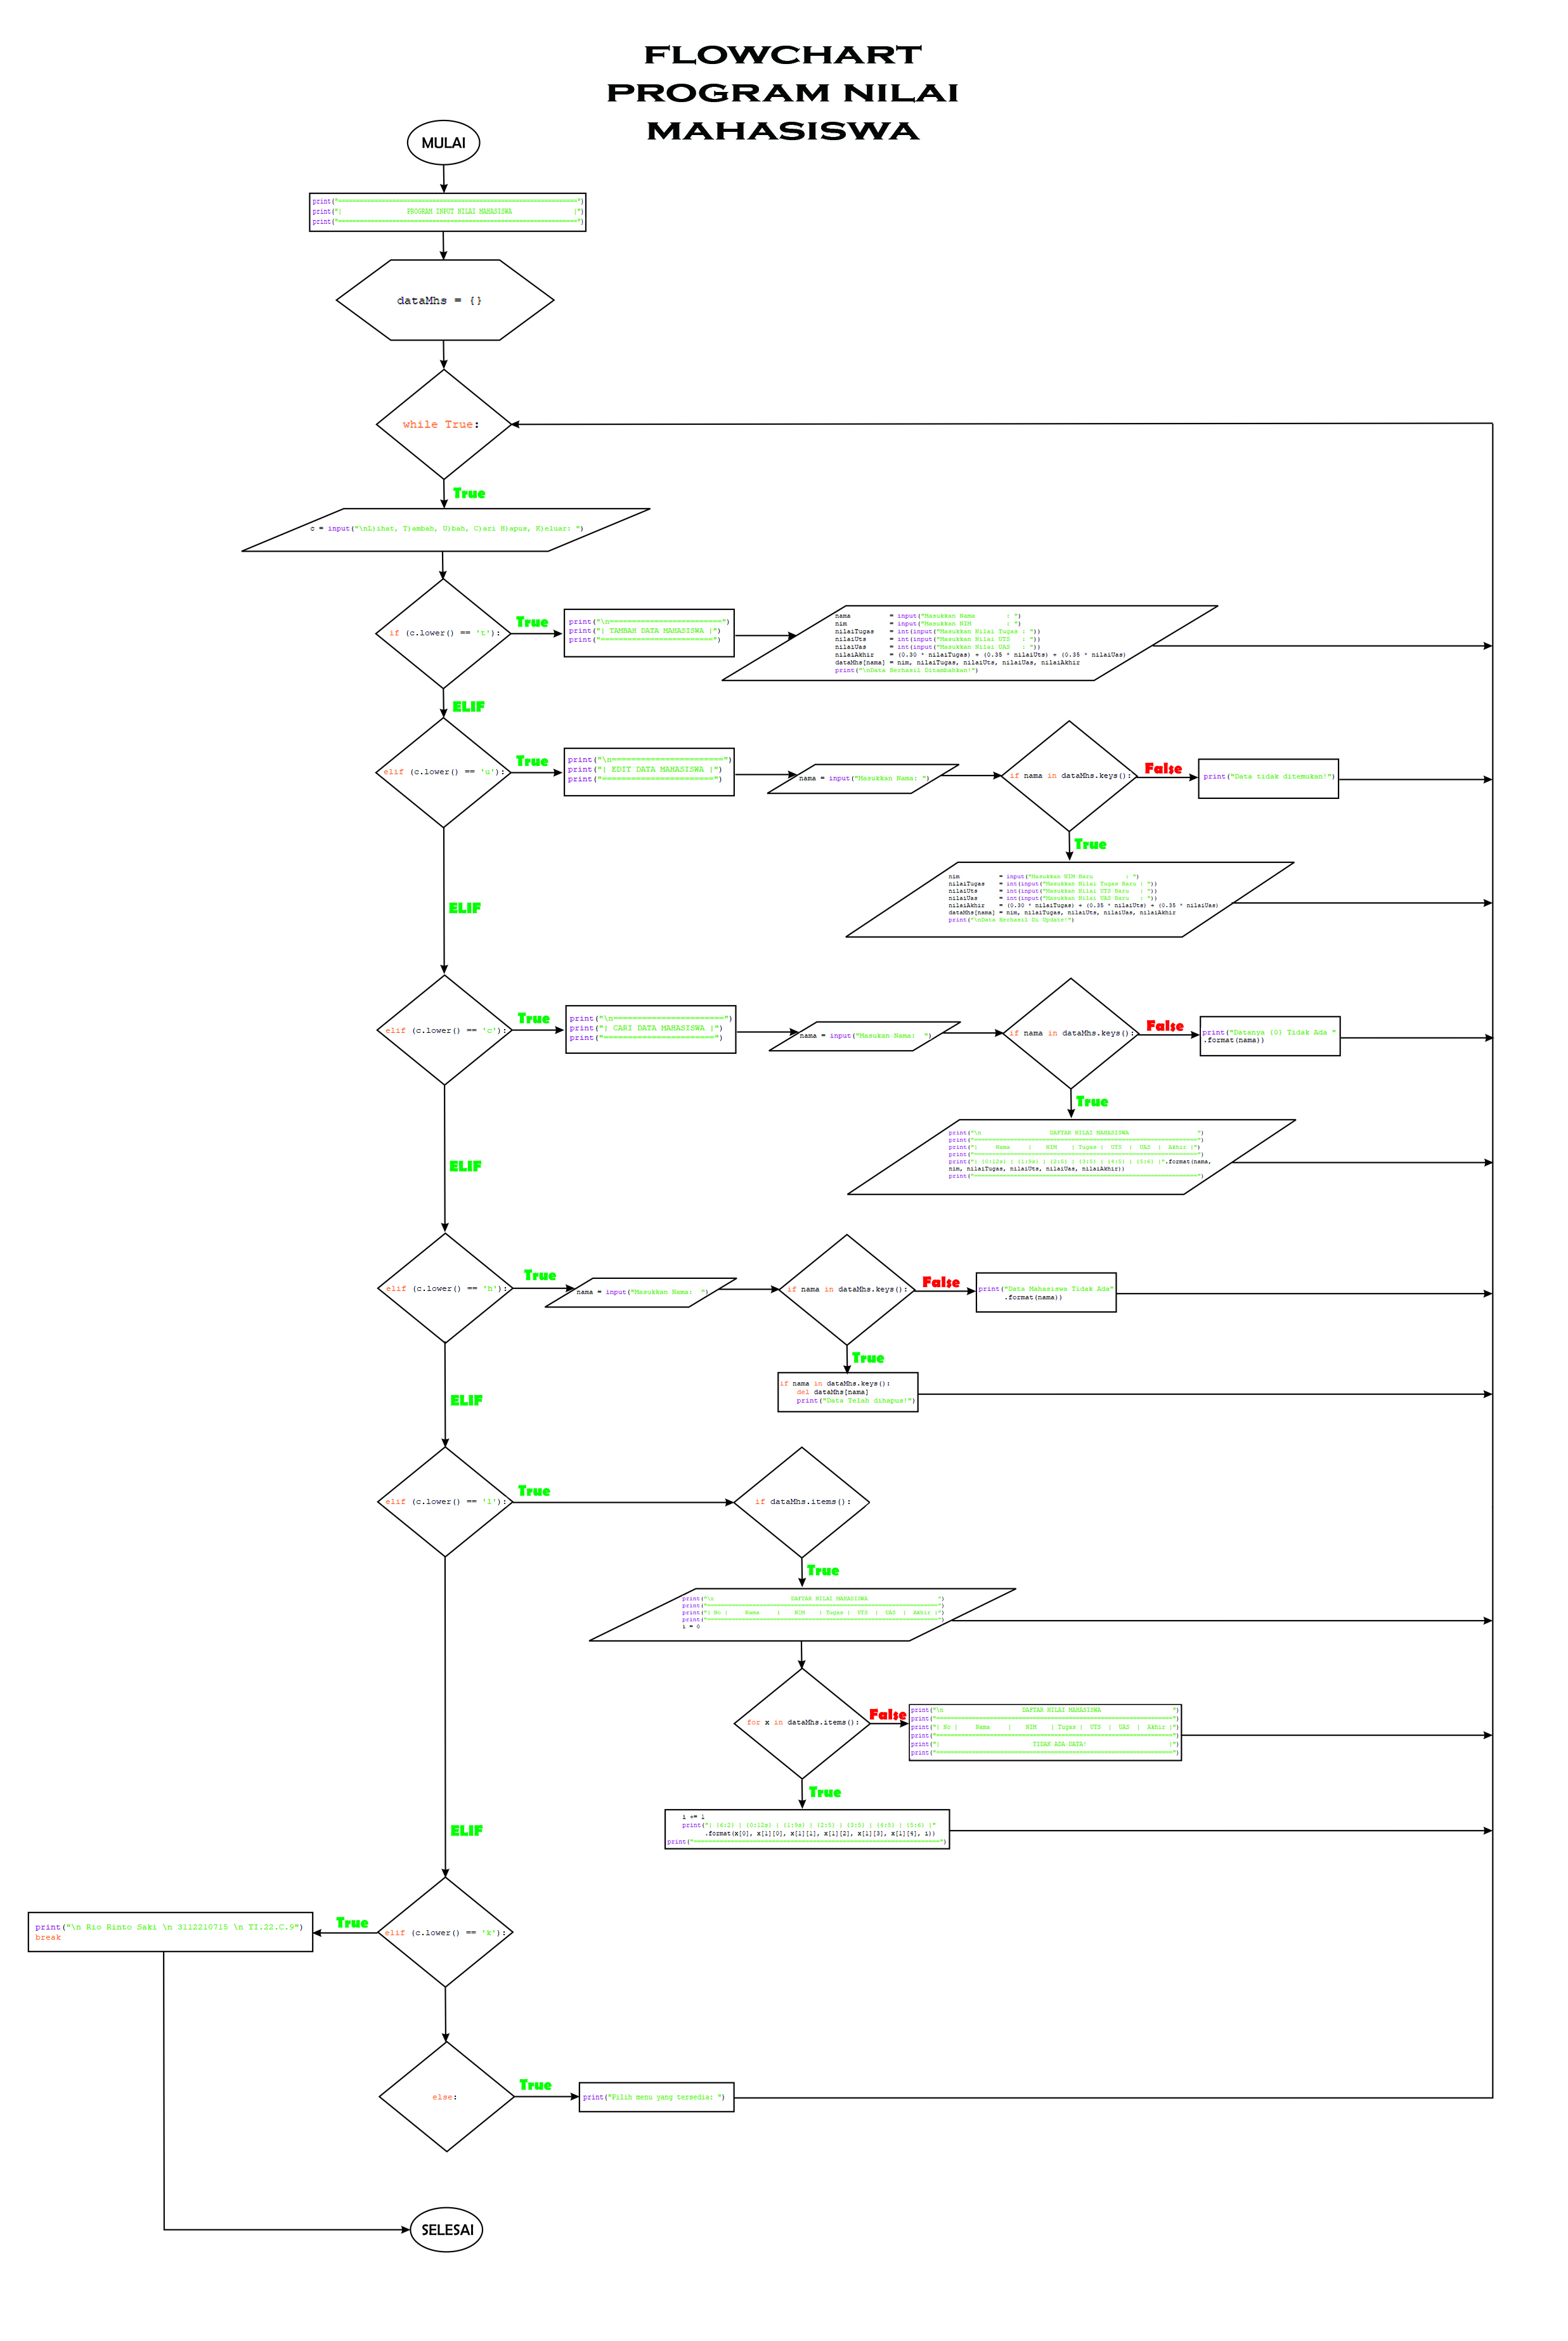 FLOWCHART
PROGRAM NILAI
MAHASISWA
MULAI
print("==================================================================")
print("| PROGRAM INPUT NILAI MAHASISWA |")
print("==================================================================")
dataMhs = {}
while True:
True
c = input("\nL)ihat, T)ambah, U)bah, C)ari H)apus, K)eluar: ")
if (c.lower() == 't'):
True
print("\n=========================")
print("| TAMBAH DATA MAHASISWA |")
print("=========================")
nama = input("Masukkan Nama : ")
nim = input("Masukkan NIM : ")
nilaiTugas = int(input("Masukkan Nilai Tugas : "))
nilaiUts = int(input("Masukkan Nilai UTS : "))
nilaiUas = int(input("Masukkan Nilai UAS : "))
nilaiAkhir = (0.30 * nilaiTugas) + (0.35 * nilaiUts) + (0.35 * nilaiUas)
dataMhs[nama] = nim, nilaiTugas, nilaiUts, nilaiUas, nilaiAkhir
print("\nData Berhasil Ditambahkan!")
ELIF
elif (c.lower() == 'u'):
True
print("\n=========================")
print("| EDIT DATA MAHASISWA |")
print("=========================")
nama = input("Masukkan Nama: ")
if nama in dataMhs.keys():
False
print("Data tidak ditemukan!")
True
nim = input("Masukkan NIM Baru : ")
nilaiTugas = int(input("Masukkan Nilai Tugas Baru : "))
nilaiUts = int(input("Masukkan Nilai UTS Baru : "))
nilaiUas = int(input("Masukkan Nilai UAS Baru : "))
nilaiAkhir = (0.30 * nilaiTugas) + (0.35 * nilaiUts) + (0.35 * nilaiUas)
dataMhs[nama] = nim, nilaiTugas, nilaiUts, nilaiUas, nilaiAkhir
print("\nData Berhasil Di Update!")
ELIF
elif (c.lower() == 'c'):
True
print("\n=========================")
print("| CARI DATA MAHASISWA |")
print("=========================")
nama = input("Masukan Nama: ")
if nama in dataMhs.keys():
False
print("Datanya {0} Tidak Ada "
.format(nama))
True
print("\n DAFTAR NILAI MAHASISWA ")
print("==============================================================")
print("| Nama | NIM | Tugas | UTS | UAS | Akhir |")
print("==============================================================")
print("| {0:12s} | {1:9s} | {2:5} | {3:5} | {4:5} | {5:6} |".format(nama,
nim, nilaiTugas, nilaiUts, nilaiUas, nilaiAkhir))
print("==============================================================")
ELIF
elif (c.lower() == 'h'):
True
nama = input("Masukkan Nama: ")
if nama in dataMhs.keys():
False
print("Data Mahasiswa Tidak Ada"
.format(nama))
True
if nama in dataMhs.keys():
del dataMhs[nama]
print("Data Telah dihapus!")
ELIF
elif (c.lower() == 'l'):
True
if dataMhs.items():
True
print("\n DAFTAR NILAI MAHASISWA ")
print("==================================================================")
print("| No | Nama | NIM | Tugas | UTS | UAS | Akhir |")
print("==================================================================")
i = 0
for x in dataMhs.items():
False
print("\n DAFTAR NILAI MAHASISWA ")
print("==================================================================")
print("| No | Nama | NIM | Tugas | UTS | UAS | Akhir |")
print("==================================================================")
print("| TIDAK ADA DATA! |")
print("==================================================================")
True
i += 1
print("| {6:2} | {0:12s} | {1:9s} | {2:5} | {3:5} | {4:5} | {5:6} |"
.format(x[0], x[1][0], x[1][1], x[1][2], x[1][3], x[1][4], i))
print("==================================================================")
ELIF
elif (c.lower() == 'k'):
True
print("\n Rio Rinto Saki \n 3112210715 \n TI.22.C.9")
break
else:
True
print("Pilih menu yang tersedia: ")
SELESAI